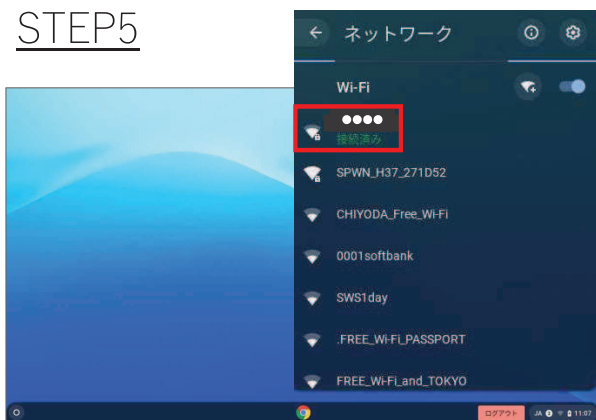 STEP5
ネットワーク
Wi-Fi
●●●●
接続済み
SPWN_H37_271D52
CHIYODA_Free_Wi-Fi
0001softbank
SWS1day
.FREE_Wi-Fi_PASSPORT
FREE_Wi-Fi_and_TOKYO
ログアウト JA 11:07